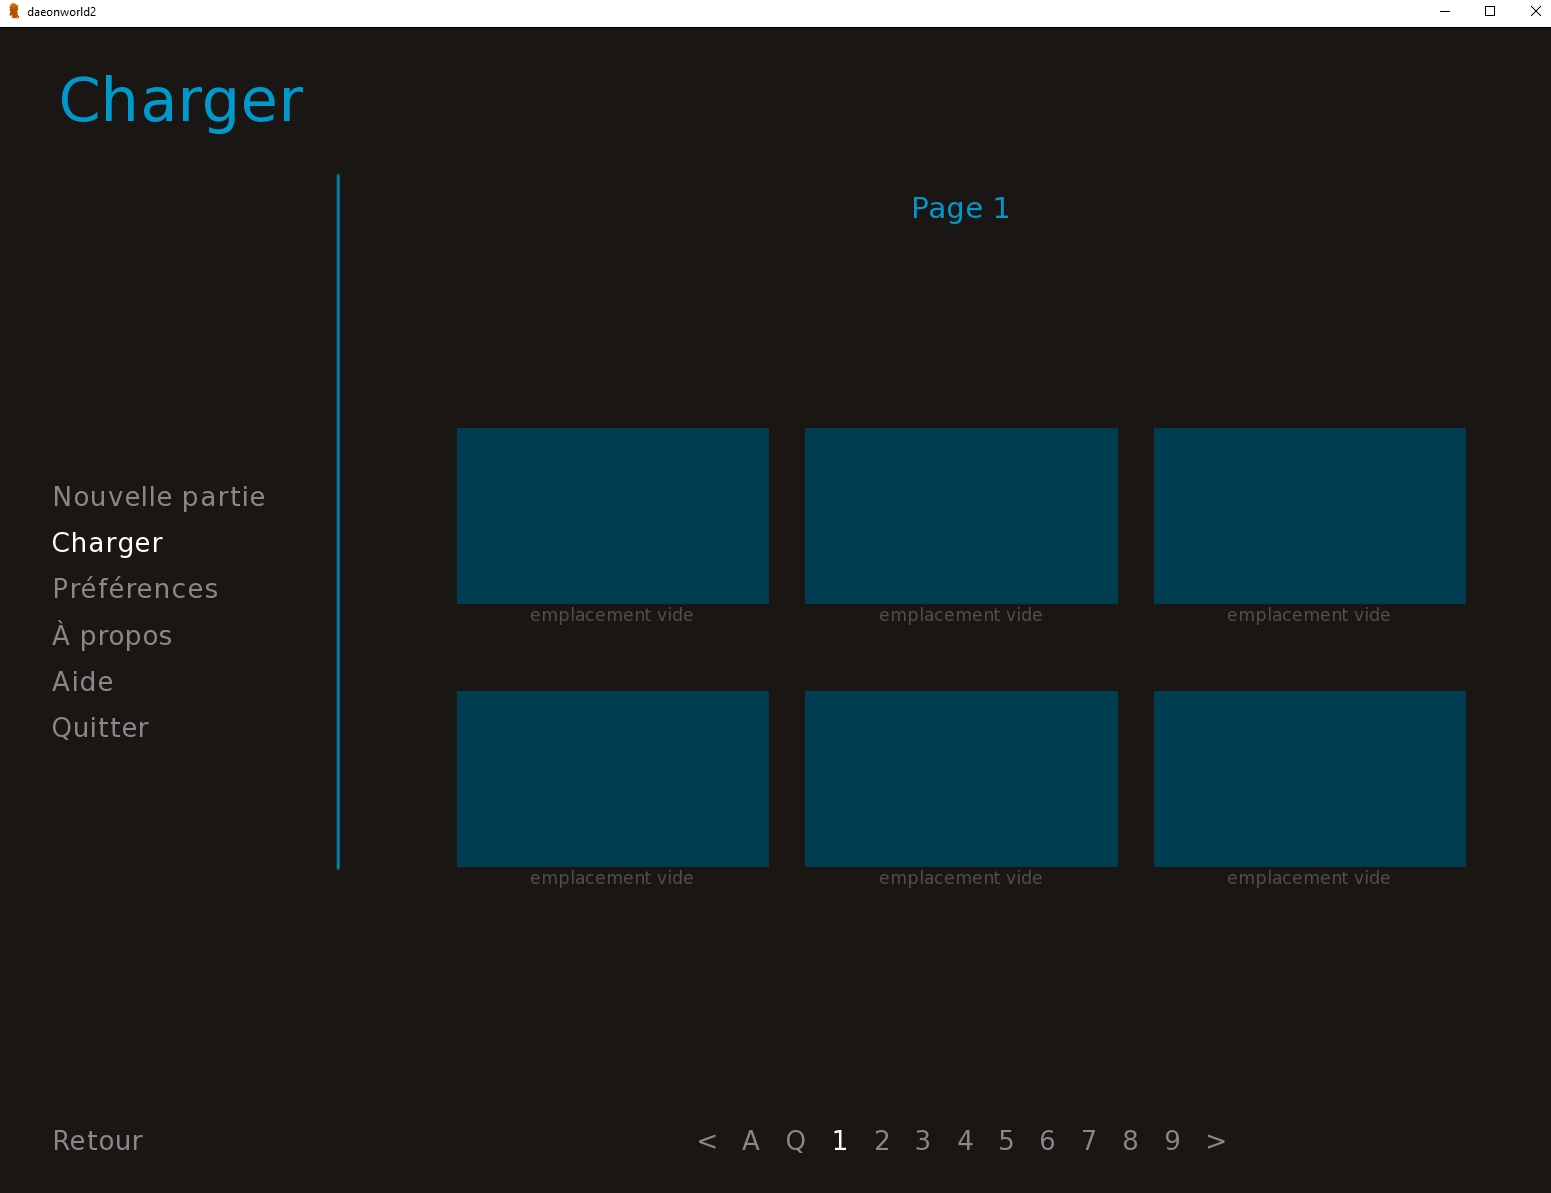 daeonworld2
Charger
Page 1
Nouvelle partie
Charger
Préférences
À propos
Aide
Quitter
emplacement vide emplacement vide emplacement vide
emplacement vide emplacement vide emplacement vide
Retour
< A Q 1 2 3 4 5 6 7 8 9 >